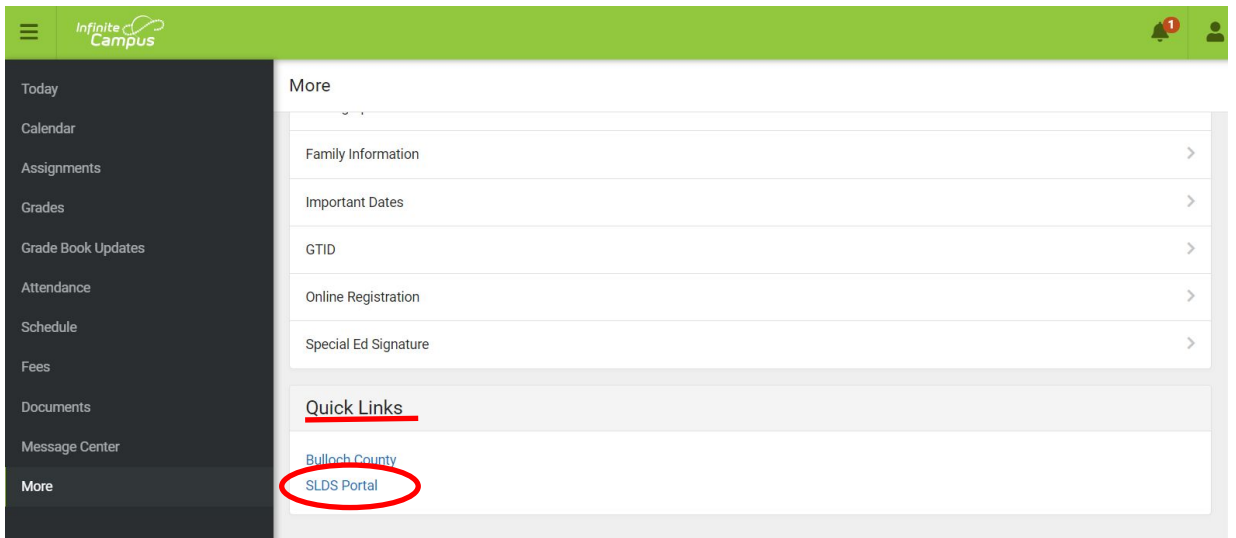 Infinite
Campus
1
Today
Calendar
Assignments
Grades
Grade Book Updates
Attendance
Schedule
Fees
Documents
Message Center
More
More
Family Information
Important Dates
GTID
Online Registration
Special Ed Signature
Quick Links
Bulloch County
SLDS Portal